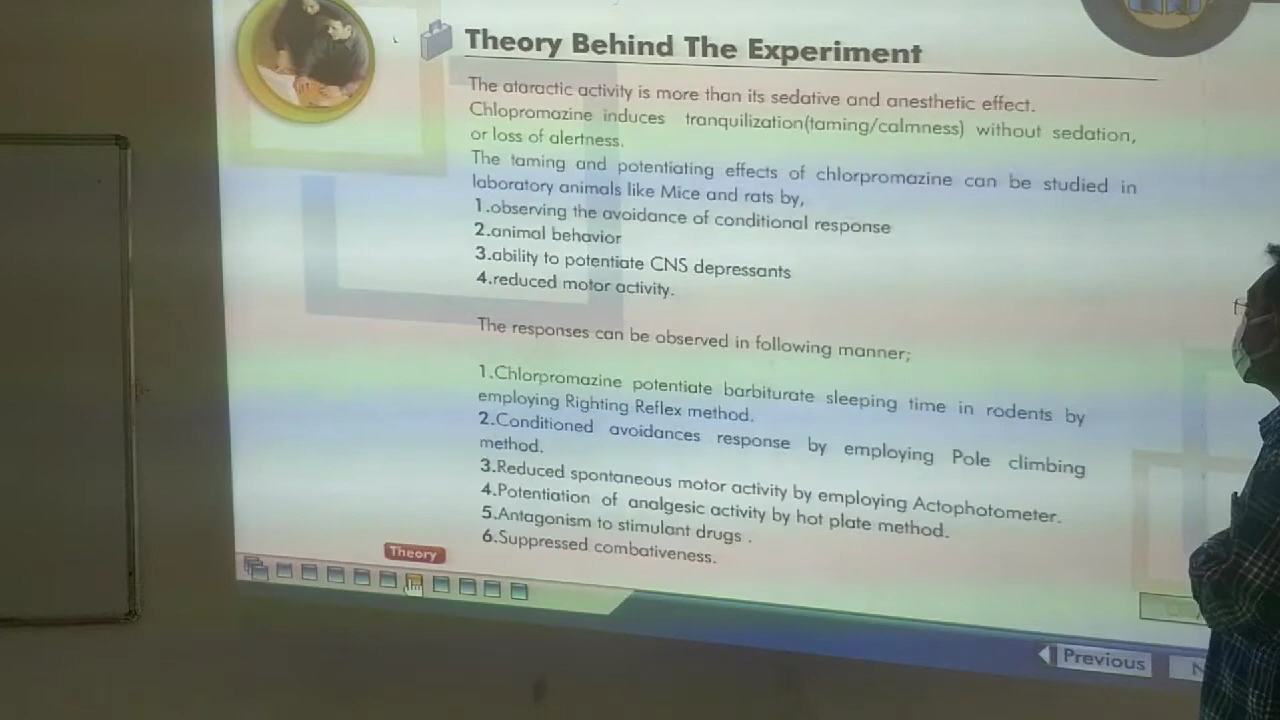 Theory Behind The Experiment
The ataractic activity is more than its sedative and anesthetic effect.
Chlopromazine induces tranquilization(taming/calmness) without sedation,
or loss of alertness.
The taming and potentiating effects of chlorpromazine can be studied in
laboratory animals like Mice and rats by,
1.observing the avoidance of conditional response
2.animal behavior
3.ability to potentiate CNS depressants
4.reduced motor activity.
The responses can be observed in following manner;
1.Chlorpromazine potentiate barbiturate sleeping time in rodents by
employing Righting Reflex method.
2.Conditioned avoidances response by employing Pole climbing
method.
3.Reduced spontaneous motor activity by employing Actophotometer.
4.Potentiation of analgesic activity by hot plate method.
5.Antagonism to stimulant drugs .
6.Suppressed combativeness.
Theory
Previous